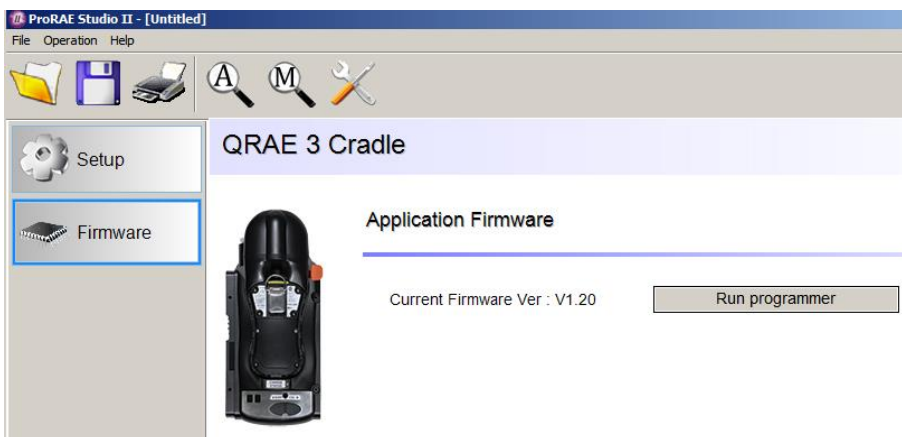 ProRAE Studio II - [Untitled]
File Operation Help
A M
Setup
QRAE 3 Cradle
Firmware
Application Firmware
Current Firmware Ver : V1.20
Run programmer